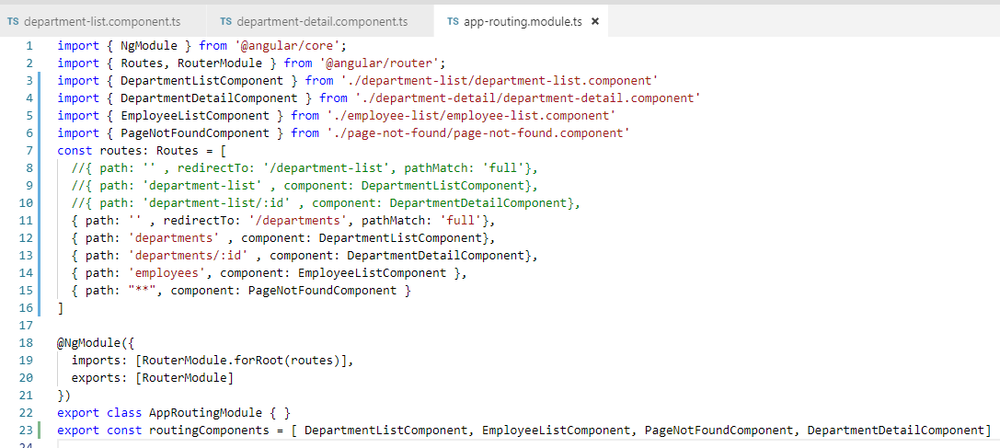 TS department-list.component.ts TS department-detail.component.ts TS app-routing.module.ts ×
1 import { NgModule } from '@angular/core';
2 import { Routes, RouterModule } from '@angular/router';
3 import { DepartmentListComponent } from './department-list/department-list.component'
4 import { DepartmentDetailComponent } from './department-detail/department-detail.component'
5 import { EmployeeListComponent } from './employee-list/employee-list.component'
6 import { PageNotFoundComponent } from './page-not-found/page-not-found.component'
7 const routes: Routes = [
8 //{ path: '' , redirectTo: '/department-list', pathMatch: 'full'},
9 //{ path: 'department-list' , component: DepartmentListComponent},
10 //{ path: 'department-list/:id' , component: DepartmentDetailComponent},
11 { path: '' , redirectTo: '/departments', pathMatch: 'full'},
12 { path: 'departments' , component: DepartmentListComponent},
13 { path: 'departments/:id' , component: DepartmentDetailComponent},
14 { path: 'employees', component: EmployeeListComponent },
15 { path: "**", component: PageNotFoundComponent }
16 ]
17
18 @NgModule({
19 imports: [RouterModule.forRoot(routes)],
20 exports: [RouterModule]
21 })
22 export class AppRoutingModule { }
23 export const routingComponents = [ DepartmentListComponent, EmployeeListComponent, PageNotFoundComponent, DepartmentDetailComponent]
24